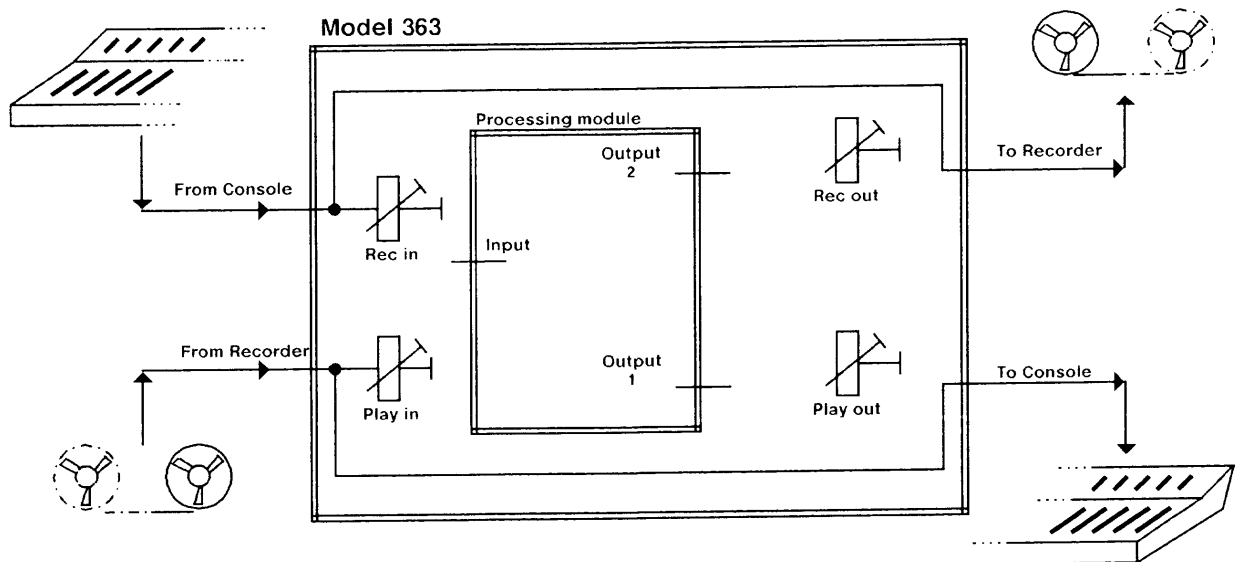 Model 363
Processing module
Output
2
To Recorder
From Console
Rec out
Rec in
Input
From Recorder
Output
1
To Console
Play in
Play out